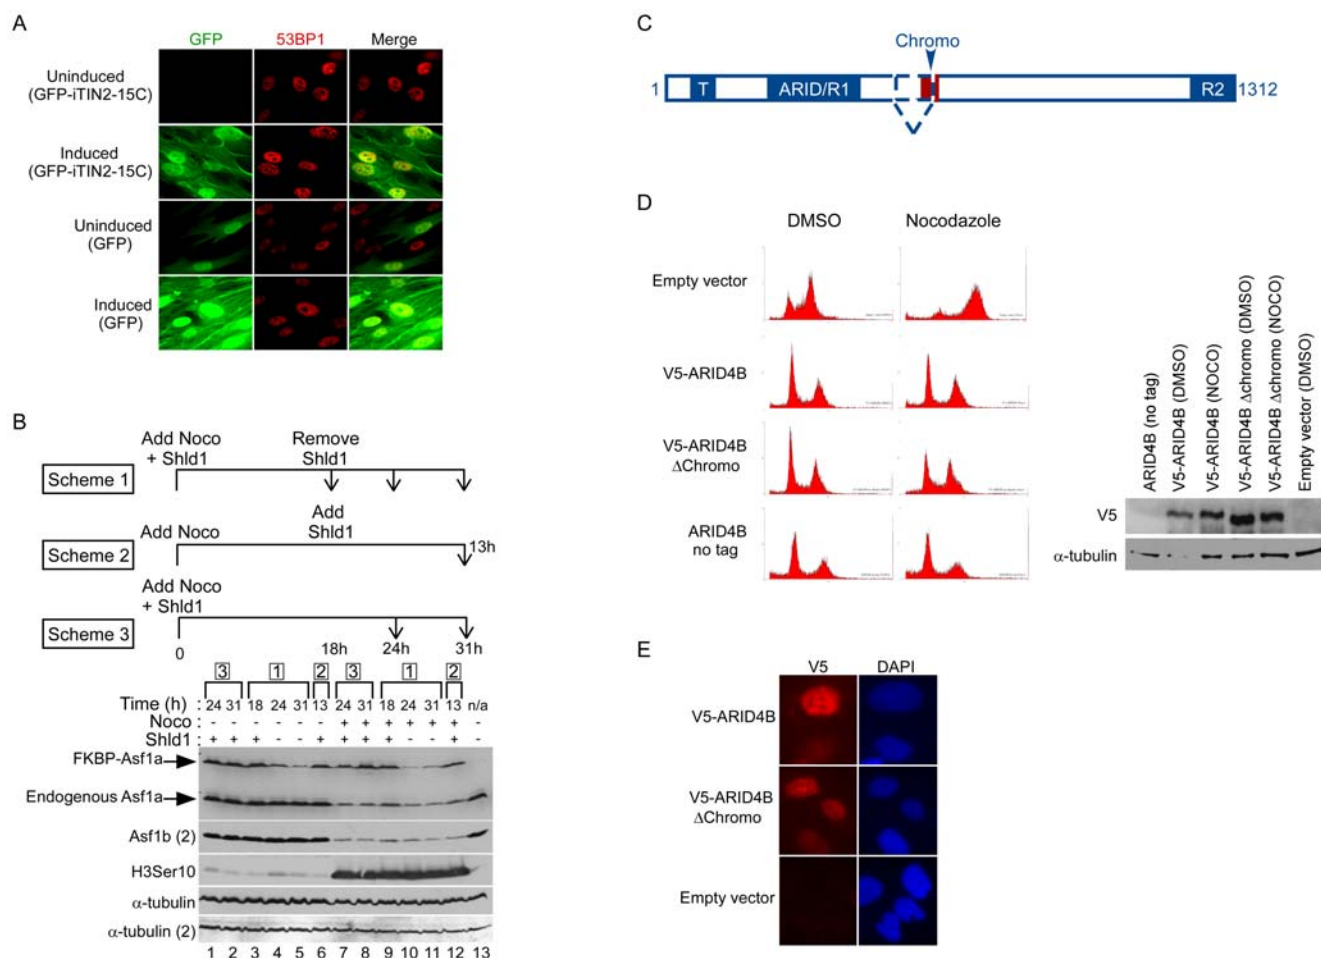 A
GFP 53BP1 Merge
Uninduced
(GFP-iTIN2-15C)
Induced
(GFP-iTIN2-15C)
Uninduced
(GFP)
Induced
(GFP)
B
Add Noco
+ Shld1
Remove
Shld1
Scheme 1
Add
Shld1
Add Noco
Scheme 2
13h
Add Noco
+ Shld1
Scheme 3
0 18h 24h 31h
3 1 2 3 1 2
Time (h) : 24 31 18 24 31 13 24 31 18 24 31 13 n/a
Noco : - - - - - - + + + + + + -
Shld1 : + + + - - + + + + - - + -
FKBP-Asf1a
Endogenous Asf1a
Asf1b (2)
H3Ser10
α-tubulin
α-tubulin (2)
1 2 3 4 5 6 7 8 9 10 11 12 13
C
Chromo
1 T ARID/R1 R2 1312
D
DMSO Nocodazole
Empty vector
V5-ARID4B
V5-ARID4B
ΔChromo
ARID4B
no tag
ARID4B (no tag)
V5-ARID4B (DMSO)
V5-ARID4B (NOCO)
V5-ARID4B Δchromo (DMSO)
V5-ARID4B Δchromo (NOCO)
Empty vector (DMSO)
V5
α-tubulin
E
V5 DAPI
V5-ARID4B
V5-ARID4B
ΔChromo
Empty vector